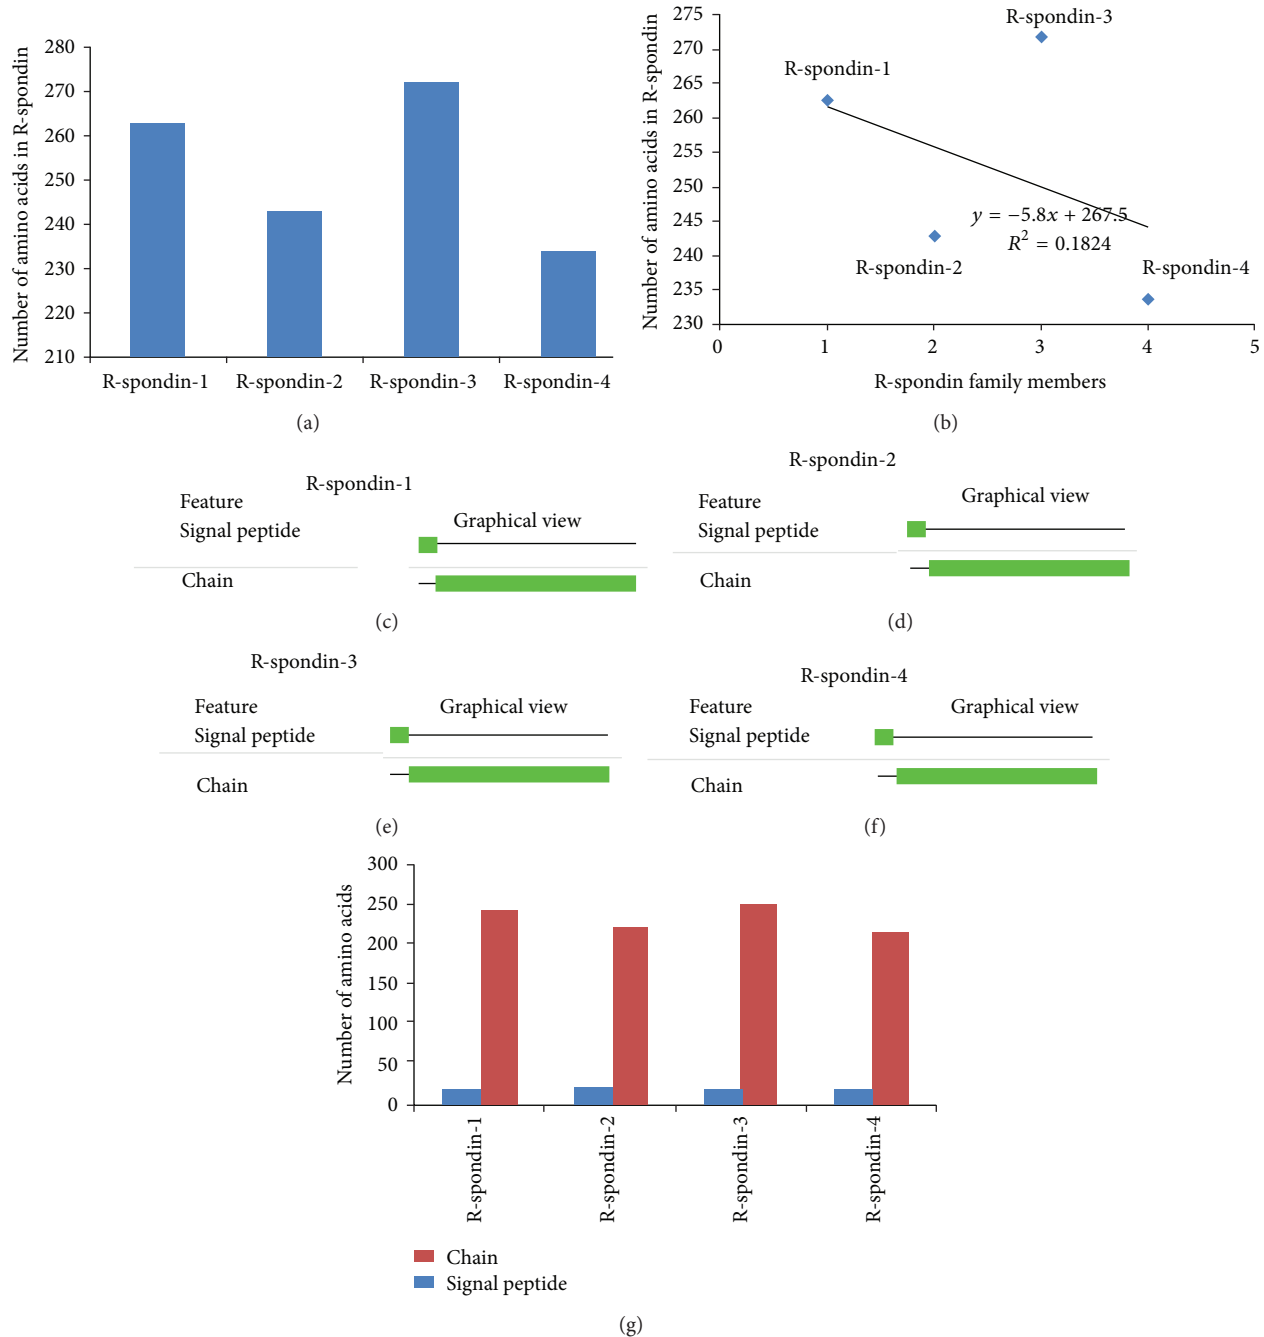 Number of amino acids in R-spondin
280
270
260
250
240
230
220
210
R-spondin-1 R-spondin-2 R-spondin-3 R-spondin-4
(a)
Number of amino acids in R-spondin
275
270
265
260
255
250
245
240
235
230
R-spondin-3
R-spondin-1
y = −5.8x + 267.5
R² = 0.1824
R-spondin-2
R-spondin-4
0 1 2 3 4 5
R-spondin family members
(b)
R-spondin-1
Feature
Graphical view
Signal peptide
Chain
(c)
R-spondin-2
Feature
Graphical view
Signal peptide
Chain
(d)
R-spondin-3
Feature
Graphical view
Signal peptide
Chain
(e)
R-spondin-4
Feature
Graphical view
Signal peptide
Chain
(f)
Number of amino acids
300
250
200
150
100
50
0
R-spondin-1
R-spondin-2
R-spondin-3
R-spondin-4
Chain
Signal peptide
(g)